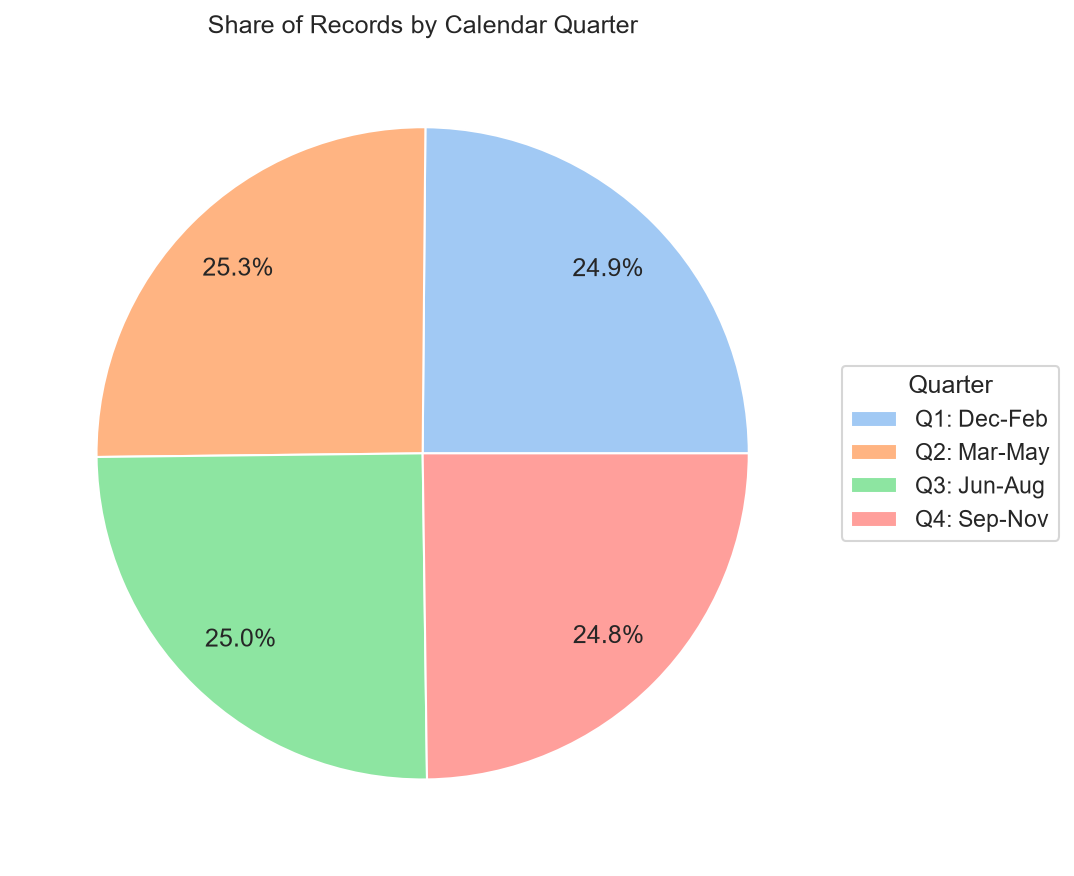 Share of Records by Calendar Quarter
25.3%
24.9%
25.0%
24.8%
Quarter
Q1: Dec-Feb
Q2: Mar-May
Q3: Jun-Aug
Q4: Sep-Nov